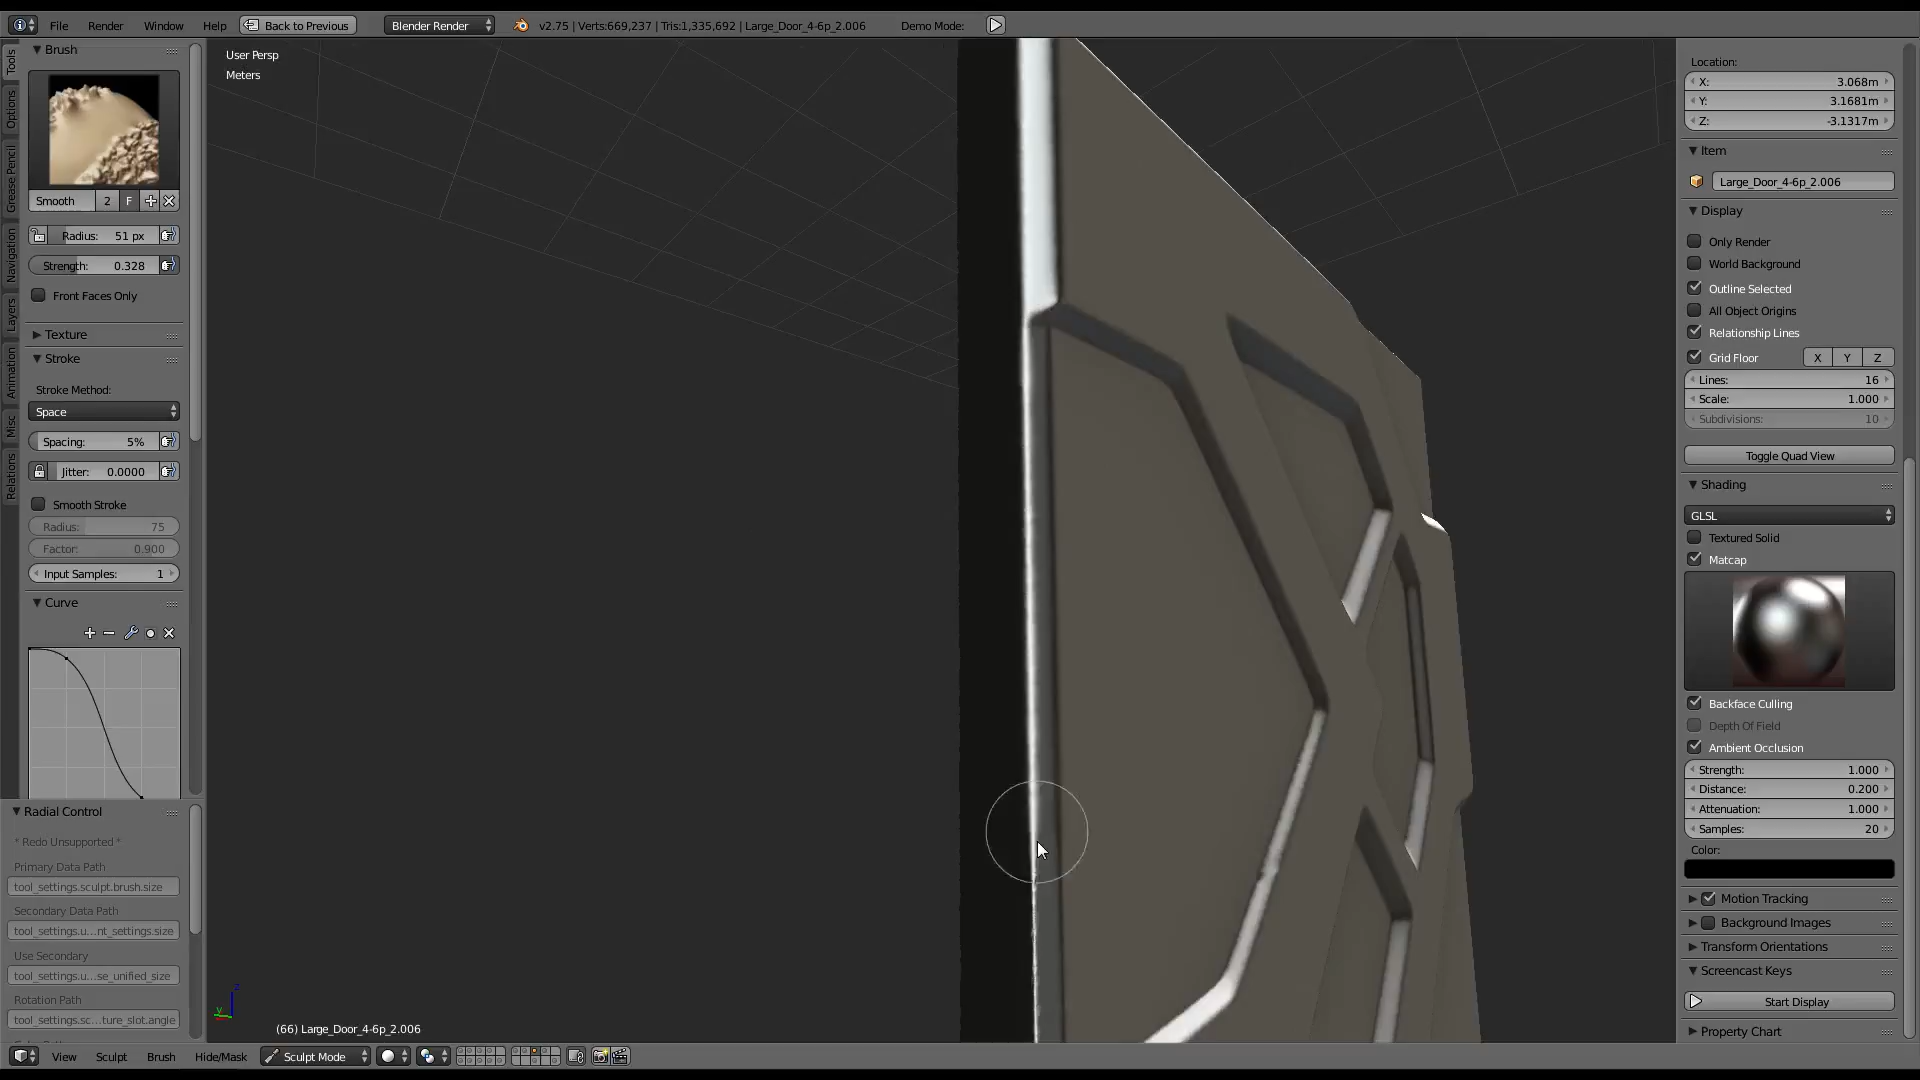 File Render Window Help Back to Previous Blender Render v2.75 | Verts:669,237 | Tris:1,335,692 | Large_Door_4-6p_2.006 Demo Mode:
Tools
Options
Grease Pencil
Navigation
Layers
Animation
Misc
Relations
Brush
Smooth 2 F
Radius: 51 px
Strength: 0.328
Front Faces Only
Texture
Stroke
Stroke Method:
Space
Spacing: 5%
Jitter: 0.0000
Smooth Stroke
Radius: 75
Factor: 0.900
Input Samples: 1
Curve
Radial Control
* Redo Unsupported *
Primary Data Path
tool_settings.sculpt.brush.size
Secondary Data Path
tool_settings.u...nt_settings.size
Use Secondary
tool_settings.u...se_unified_size
Rotation Path
tool_settings.sc...ture_slot.angle
User Persp
Meters
z
y
(66) Large_Door_4-6p_2.006
Location:
X: 3.068m
Y: 3.1681m
Z: -3.1317m
Item
Large_Door_4-6p_2.006
Display
Only Render
World Background
Outline Selected
All Object Origins
Relationship Lines
Grid Floor X Y Z
Lines: 16
Scale: 1.000
Subdivisions: 10
Toggle Quad View
Shading
GLSL
Textured Solid
Matcap
Backface Culling
Depth Of Field
Ambient Occlusion
Strength: 1.000
Distance: 0.200
Attenuation: 1.000
Samples: 20
Color:
Motion Tracking
Background Images
Transform Orientations
Screencast Keys
Start Display
Property Chart
View Sculpt Brush Hide/Mask Sculpt Mode